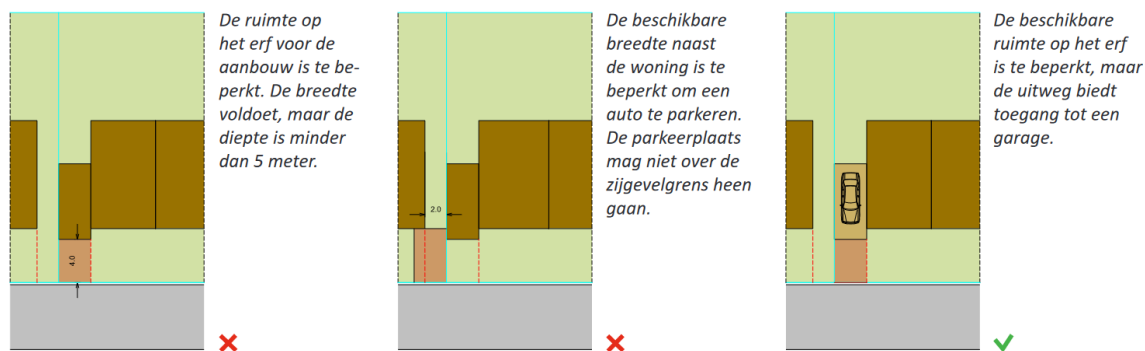 De ruimte op
het erf voor de
aanbouw is te be-
perkt. De breedte
voldoet, maar de
diepte is minder
dan 5 meter.
4.0
De beschikbare
breedte naast
de woning is te
beperkt om een
auto te parkeren.
De parkeerplaats
mag niet over de
zijgevelgrens heen
gaan.
2.0
De beschikbare
ruimte op het erf
is te beperkt, maar
de uitweg biedt
toegang tot een
garage.